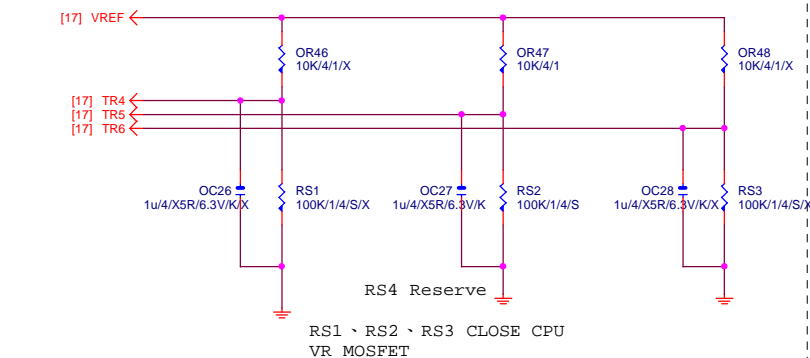 [17] VREF
OR46
10K/4/1/X
OR47
10K/4/1
OR48
10K/4/1/X
[17] TR4
[17] TR5
[17] TR6
OC26
1u/4/X5R/6.3V/K/X
RS1
100K/1/4/S/X
OC27
1u/4/X5R/6.3V/K
RS2
100K/1/4/S
OC28
1u/4/X5R/6.3V/K/X
RS3
100K/1/4/S/X
RS4 Reserve
RS1、RS2、RS3 CLOSE CPU
VR MOSFET